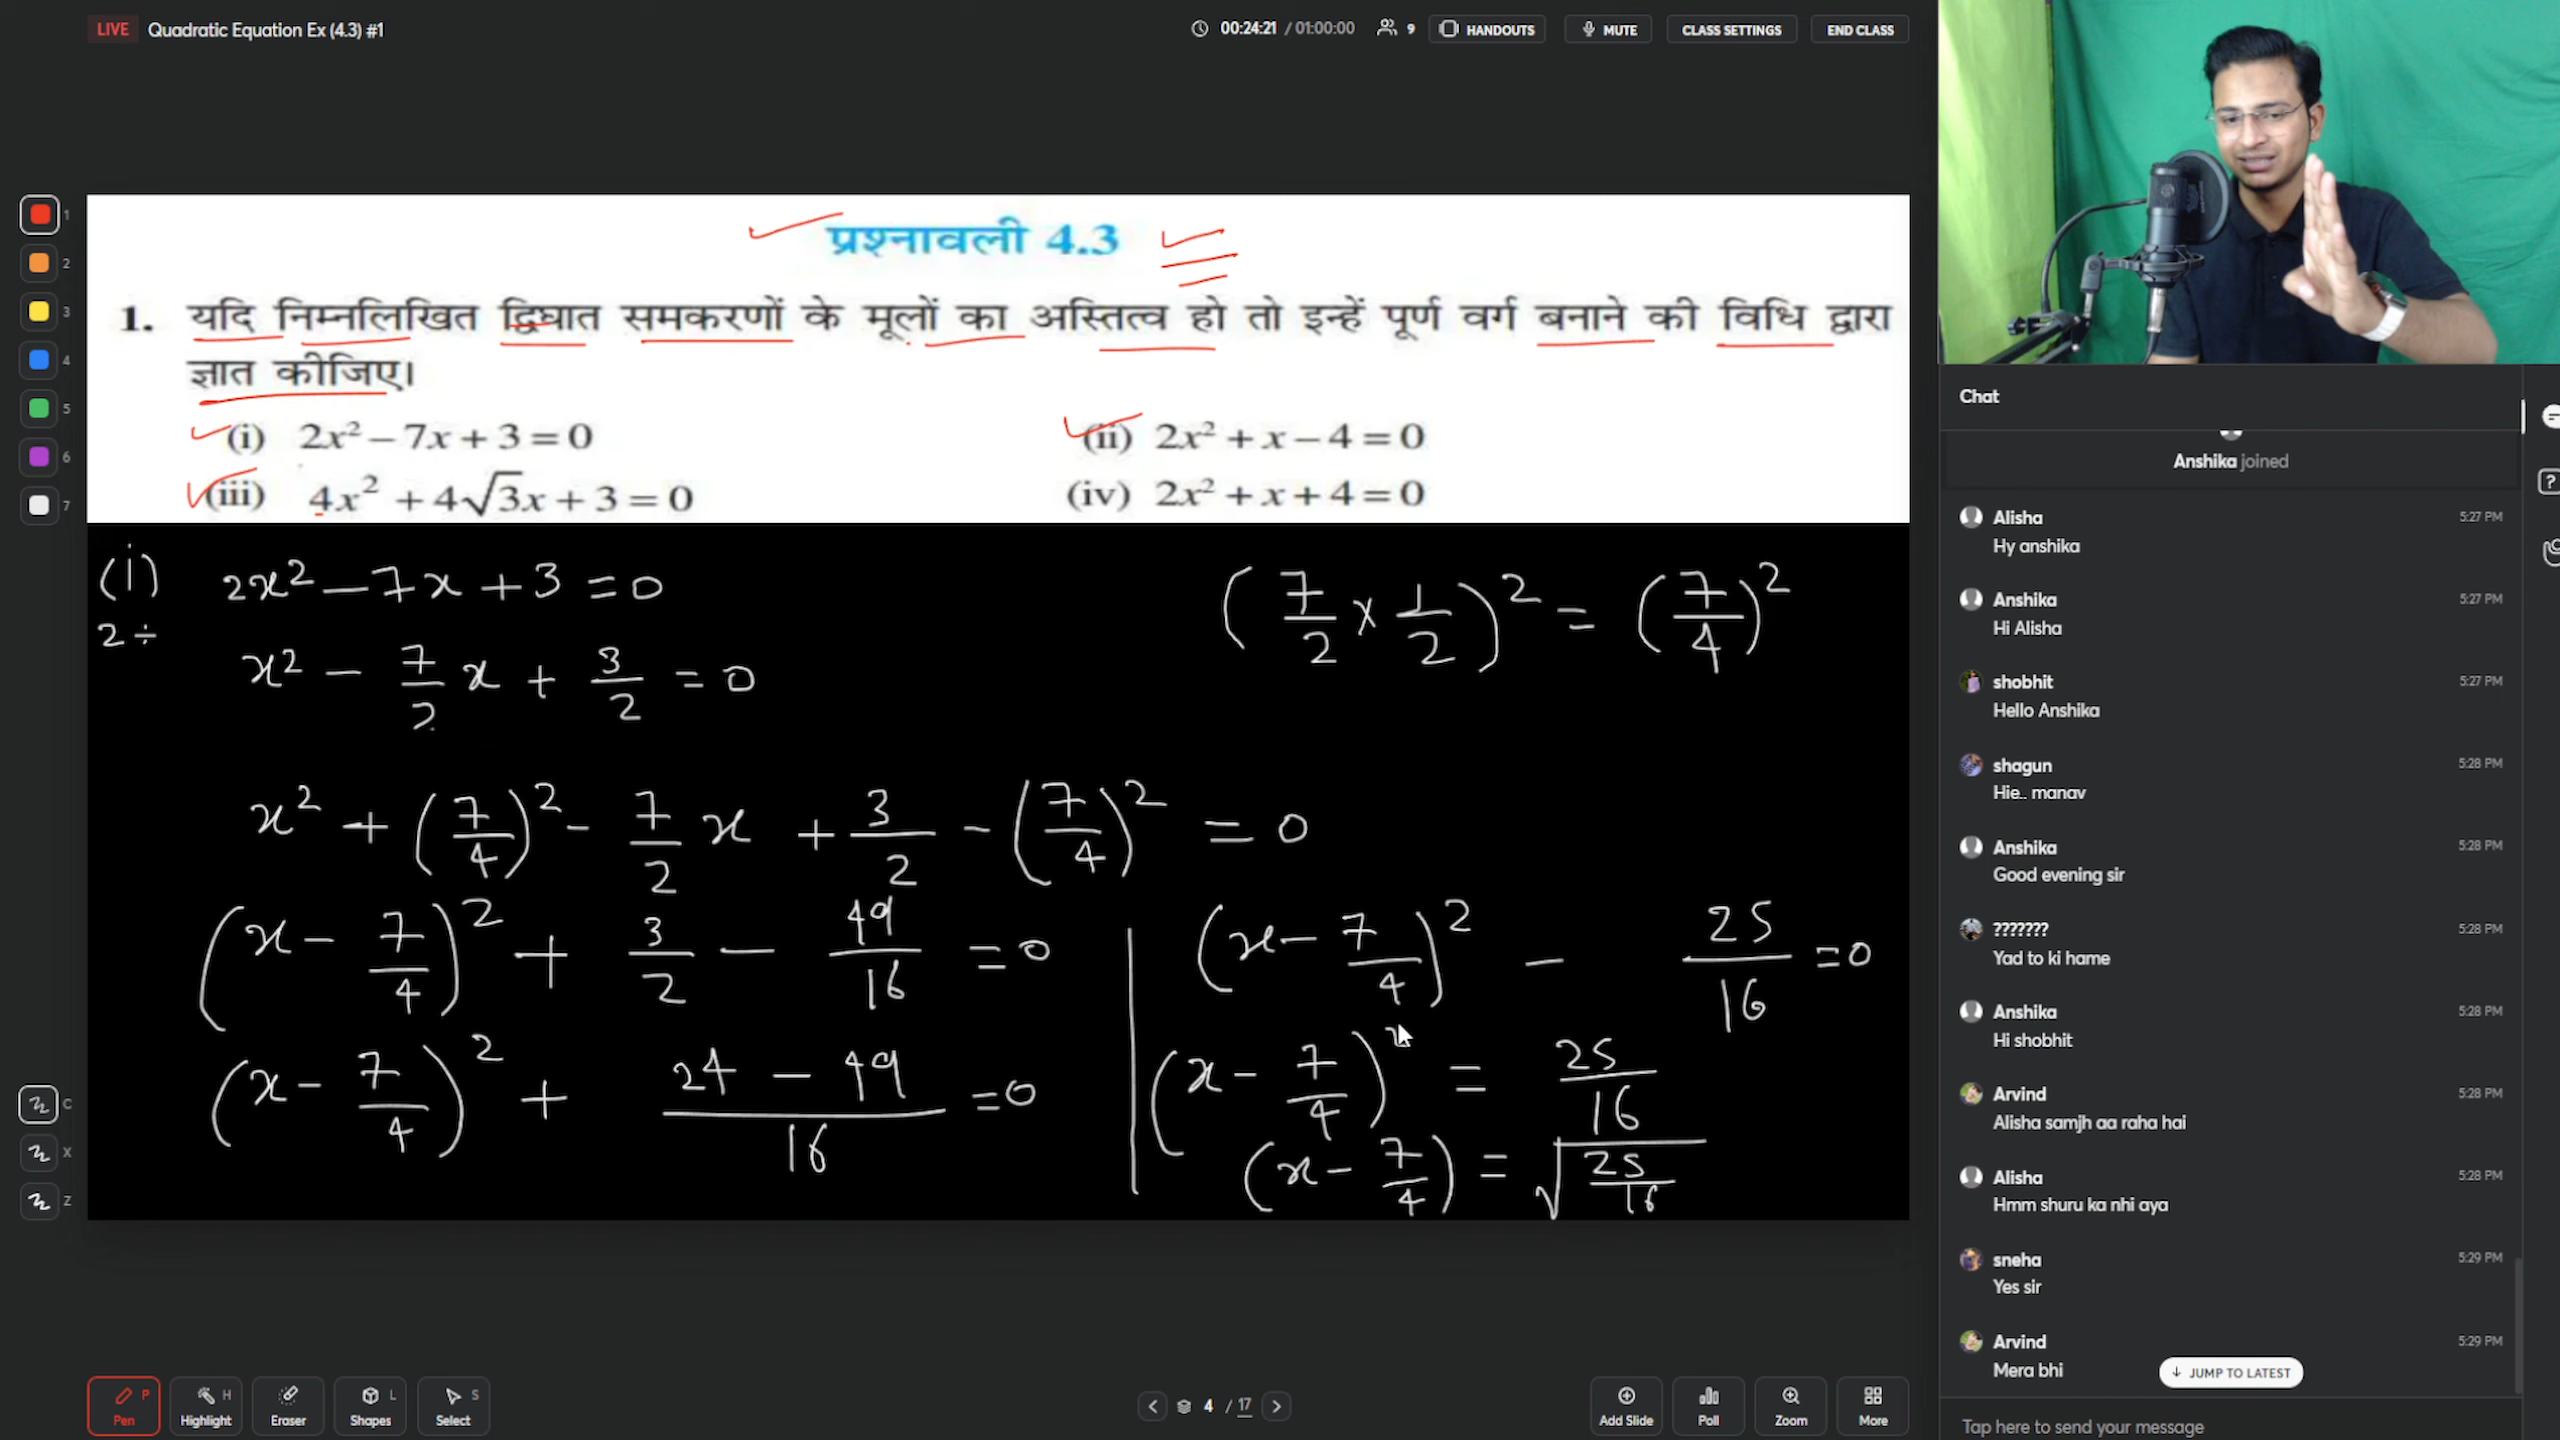 LIVE Quadratic Equation Ex (4.3) #1
00:24:21 / 01:00:00 9 HANDOUTS MUTE CLASS SETTINGS END CLASS
1
2
3
4
5
6
7
प्रश्नावली 4.3
1. यदि निम्नलिखित द्विघात समकरणों के मूलों का अस्तित्व हो तो इन्हें पूर्ण वर्ग बनाने की विधि द्वारा
ज्ञात कीजिए।
(i) 2x² – 7x + 3 = 0 (ii) 2x² + x – 4 = 0
(iii) 4x² + 4√3x + 3 = 0 (iv) 2x² + x + 4 = 0
(i) 2x² – 7x + 3 = 0
2 ÷
x² – 7/2 x + 3/2 = 0
(7/2 × 1/2)² = (7/4)²
x² + (7/4)² – 7/2 x + 3/2 – (7/4)² = 0
(x – 7/4)² + 3/2 – 49/16 = 0
(x – 7/4)² + 24 – 49/16 = 0
(x – 7/4)² – 25/16 = 0
(x – 7/4)² = 25/16
(x – 7/4) = √25/16
C
X
Z
P Pen
H Highlight
Eraser
L Shapes
S Select
4 / 17
Add Slide
Poll
Zoom
More
Chat
Anshika joined
Alisha 5:27 PM
Hy anshika
Anshika 5:27 PM
Hi Alisha
shobhit 5:27 PM
Hello Anshika
shagun 5:28 PM
Hie.. manav
Anshika 5:28 PM
Good evening sir
??????? 5:28 PM
Yad to ki hame
Anshika 5:28 PM
Hi shobhit
Arvind 5:28 PM
Alisha samjh aa raha hai
Alisha 5:28 PM
Hmm shuru ka nhi aya
sneha 5:29 PM
Yes sir
Arvind 5:29 PM
Mera bhi
JUMP TO LATEST
Tap here to send your message